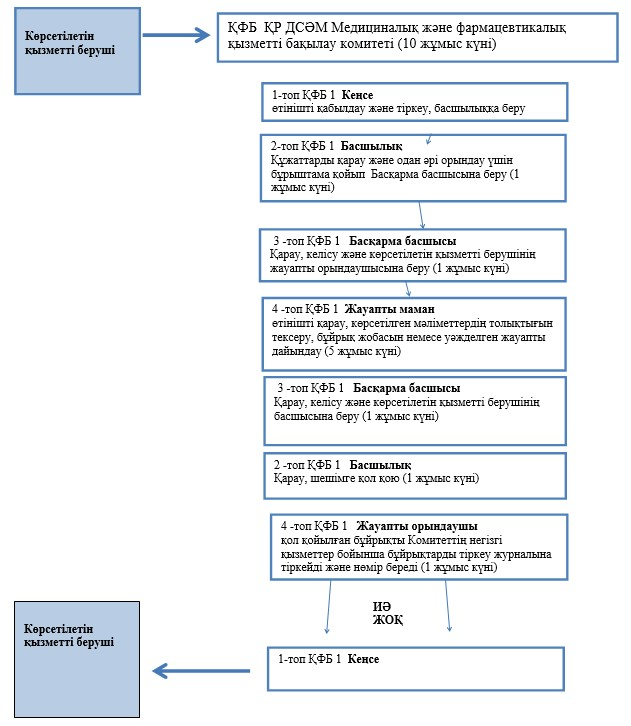 Көрсетілетін
қызметті беруші
ҚФБ ҚР ДСӘМ Медициналық және фармацевтикалық
қызметті бақылау комитеті (10 жұмыс күні)
1-топ ҚФБ 1 Кеңсе
өтінішті қабылдау және тіркеу, басшылыққа беру
2-топ ҚФБ 1 Басшылық
Құжаттарды қарау және одан әрі орындау үшін
бұрыштама қойып Басқарма басшысына беру (1
жұмыс күні)
3 -топ ҚФБ 1 Басқарма басшысы
Қарау, келісу және көрсетілетін қызметті берушінің
жауапты орындаушысына беру (1 жұмыс күні)
4 -топ ҚФБ 1 Жауапты маман
өтінішті қарау, көрсетілген мәліметтердің толықтығын
тексеру, бұйрық жобасын немесе уәжделген жауапты
дайындау (5 жұмыс күні)
3 -топ ҚФБ 1 Басқарма басшысы
Қарау, келісу және көрсетілетін қызметті берушінің
басшысына беру (1 жұмыс күні)
2 -топ ҚФБ 1 Басшылық
Қарау, шешімге қол қою (1 жұмыс күні)
4 -топ ҚФБ 1 Жауапты орындаушы
қол қойылған бұйрықты Комитеттің негізгі
қызметтер бойынша бұйрықтарды тіркеу журналына
тіркейді және нөмір береді (1 жұмыс күні)
ИӘ
ЖОҚ
Көрсетілетін
қызметті беруші
1-топ ҚФБ 1 Кеңсе